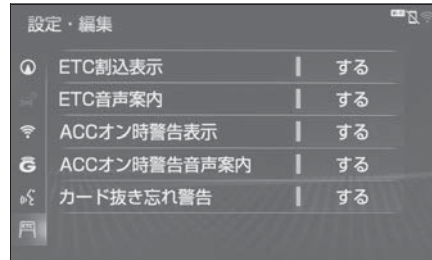 設定・編集
ETC割込表示 する
ETC音声案内 する
ACCオン時警告表示 する
ACCオン時警告音声案内 する
カード抜き忘れ警告 する